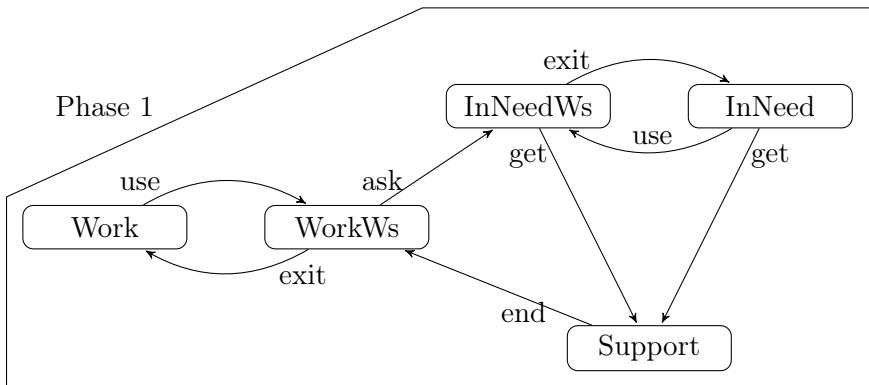 exit
InNeedWs
InNeed
Phase 1
use
get
get
use
ask
Work
WorkWs
exit
end
Support